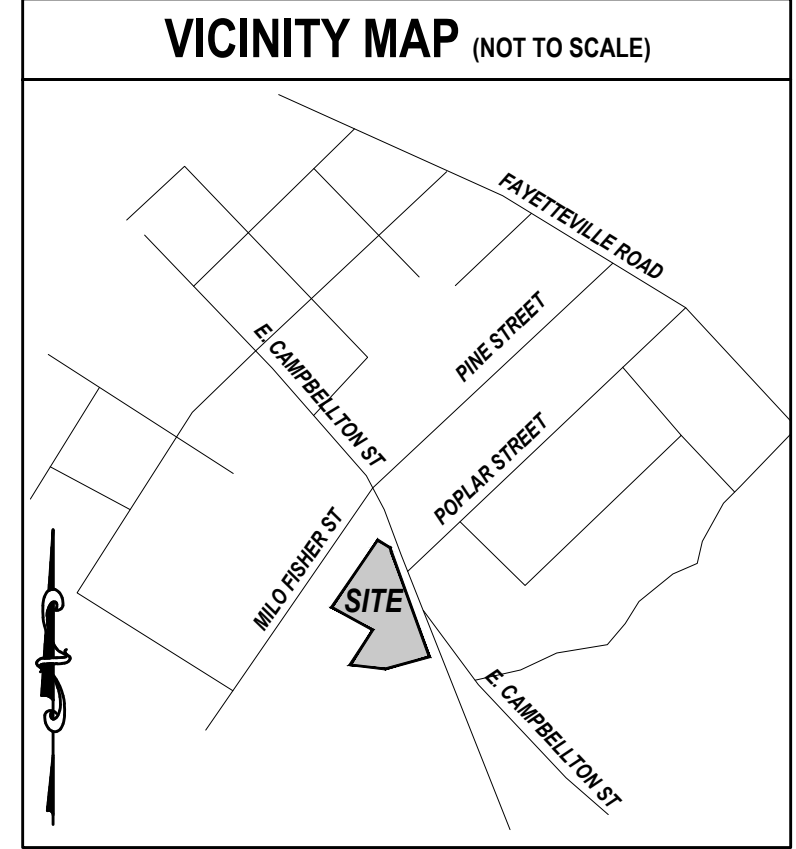 VICINITY MAP (NOT TO SCALE)
FAYETTEVILLE ROAD
PINE STREET
E. CAMPBELLTON ST
POPLAR STREET
MILO FISHER ST
SITE
E. CAMPBELLTON ST